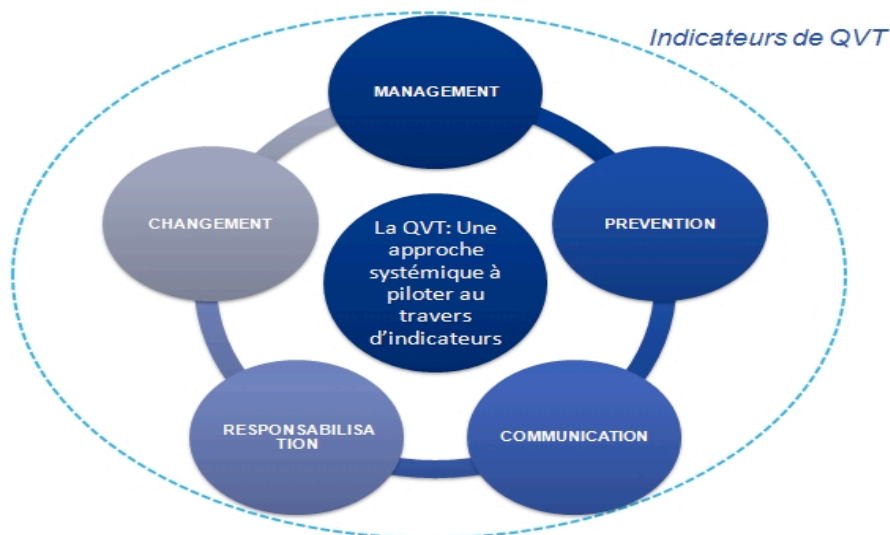 Indicateurs de QVT
MANAGEMENT
CHANGEMENT
PREVENTION
La QVT: Une
approche
systémique à
piloter au
travers
d'indicateurs
RESPONSABILISA
TION
COMMUNICATION